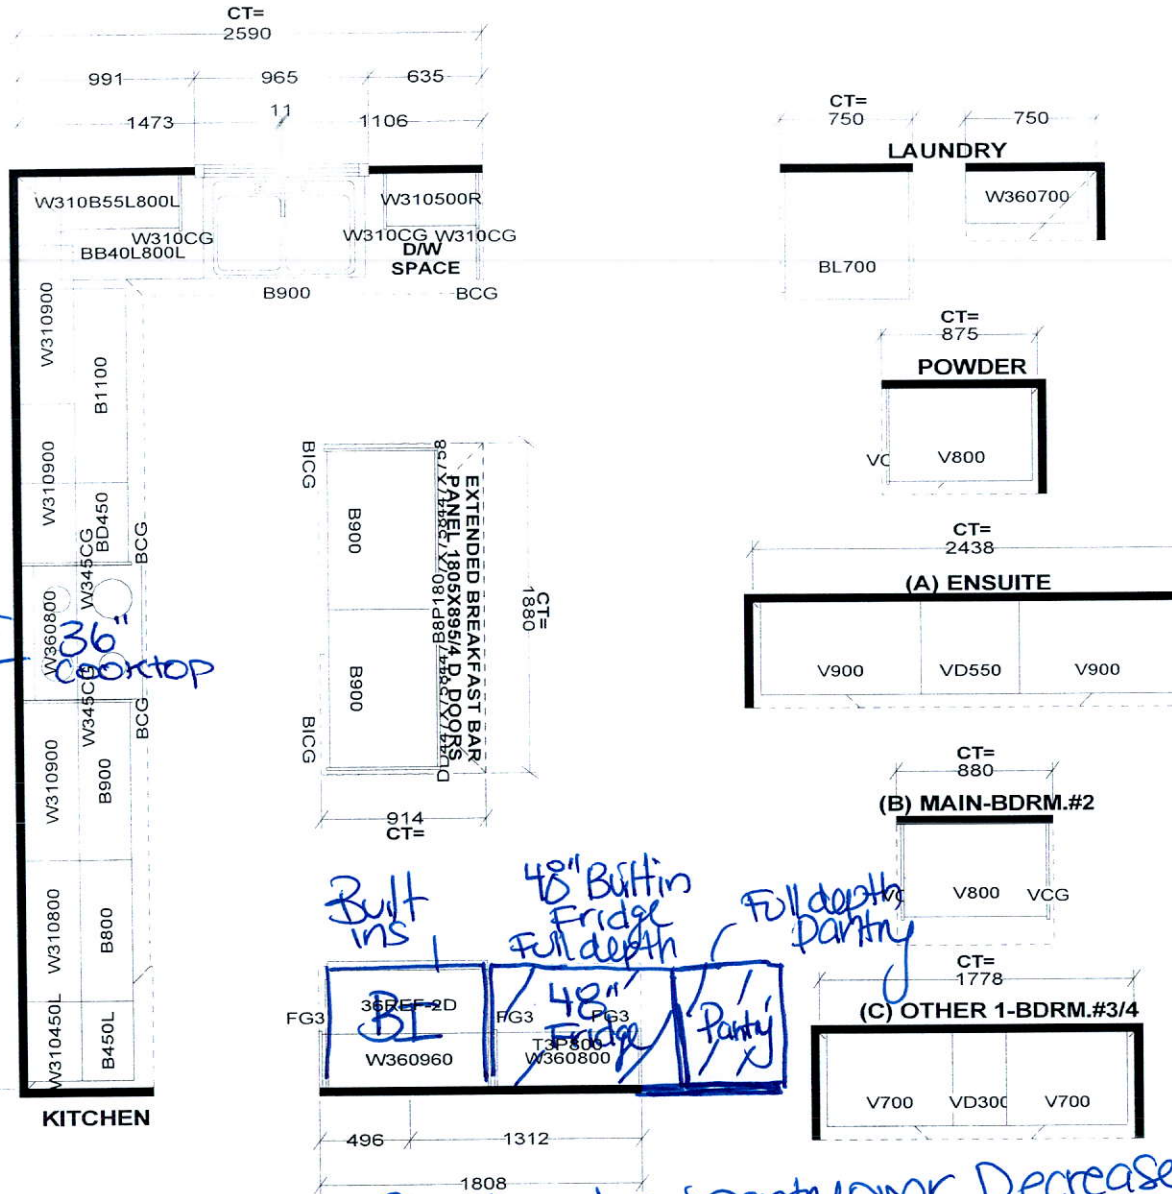 CT=
2590
991 965 635
1473 11 1106
W310B55L800L
W310CG
BB40L800L
W310500R
W310CG W310CG
D/W
SPACE
B900
BCG
W310900
B1100
W310900
BD450
BCG
W345CG
W360800
36"
cooktop
W345CG
BCG
W310900
B900
W310800
B800
W310450L
B450L
KITCHEN
BICG
B900
B900
BICG
EXTENDED BREAKFAST BAR
PANEL 1805X895/4 D. DOORS
CT=
1880
914
CT=
Built
ins
48" Builtin
Fridge
Full depth
Full depth
Pantry
FG3
36REF-2D
BI
W360960
FG3
48"
Fridge
FG3
T3P800
W360800
Pantry
496 1312
1808
Decrease
CT=
750
750
LAUNDRY
BL700
W360700
CT=
875
POWDER
VC
V800
CT=
2438
(A) ENSUITE
V900 VD550 V900
CT=
880
(B) MAIN-BDRM.#2
V800
VCG
CT=
1778
(C) OTHER 1-BDRM.#3/4
V700 VD300 V700